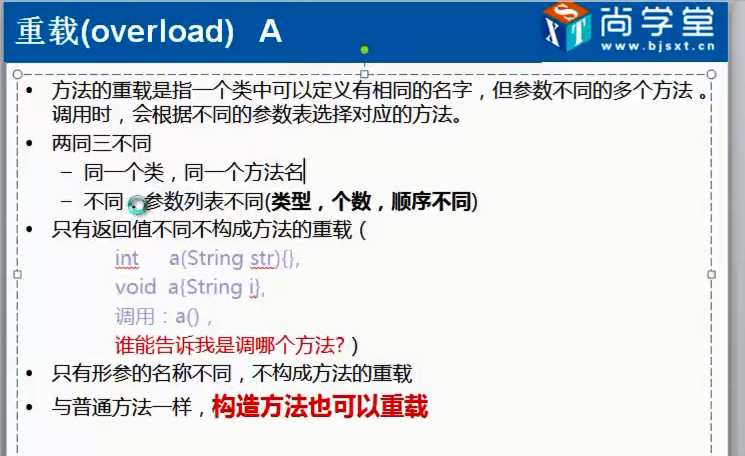 重载(overload) A
尚学堂
SXT
www.bjsxt.cn
• 方法的重载是指一个类中可以定义有相同的名字，但参数不同的多个方法 。
调用时，会根据不同的参数表选择对应的方法。
• 两同三不同
– 同一个类，同一个方法名
– 不同 参数列表不同(类型，个数，顺序不同)
• 只有返回值不同不构成方法的重载（
int a(String str){},
void a{String i},
调用：a()，
谁能告诉我是调哪个方法?）
• 只有形参的名称不同，不构成方法的重载
• 与普通方法一样，构造方法也可以重载